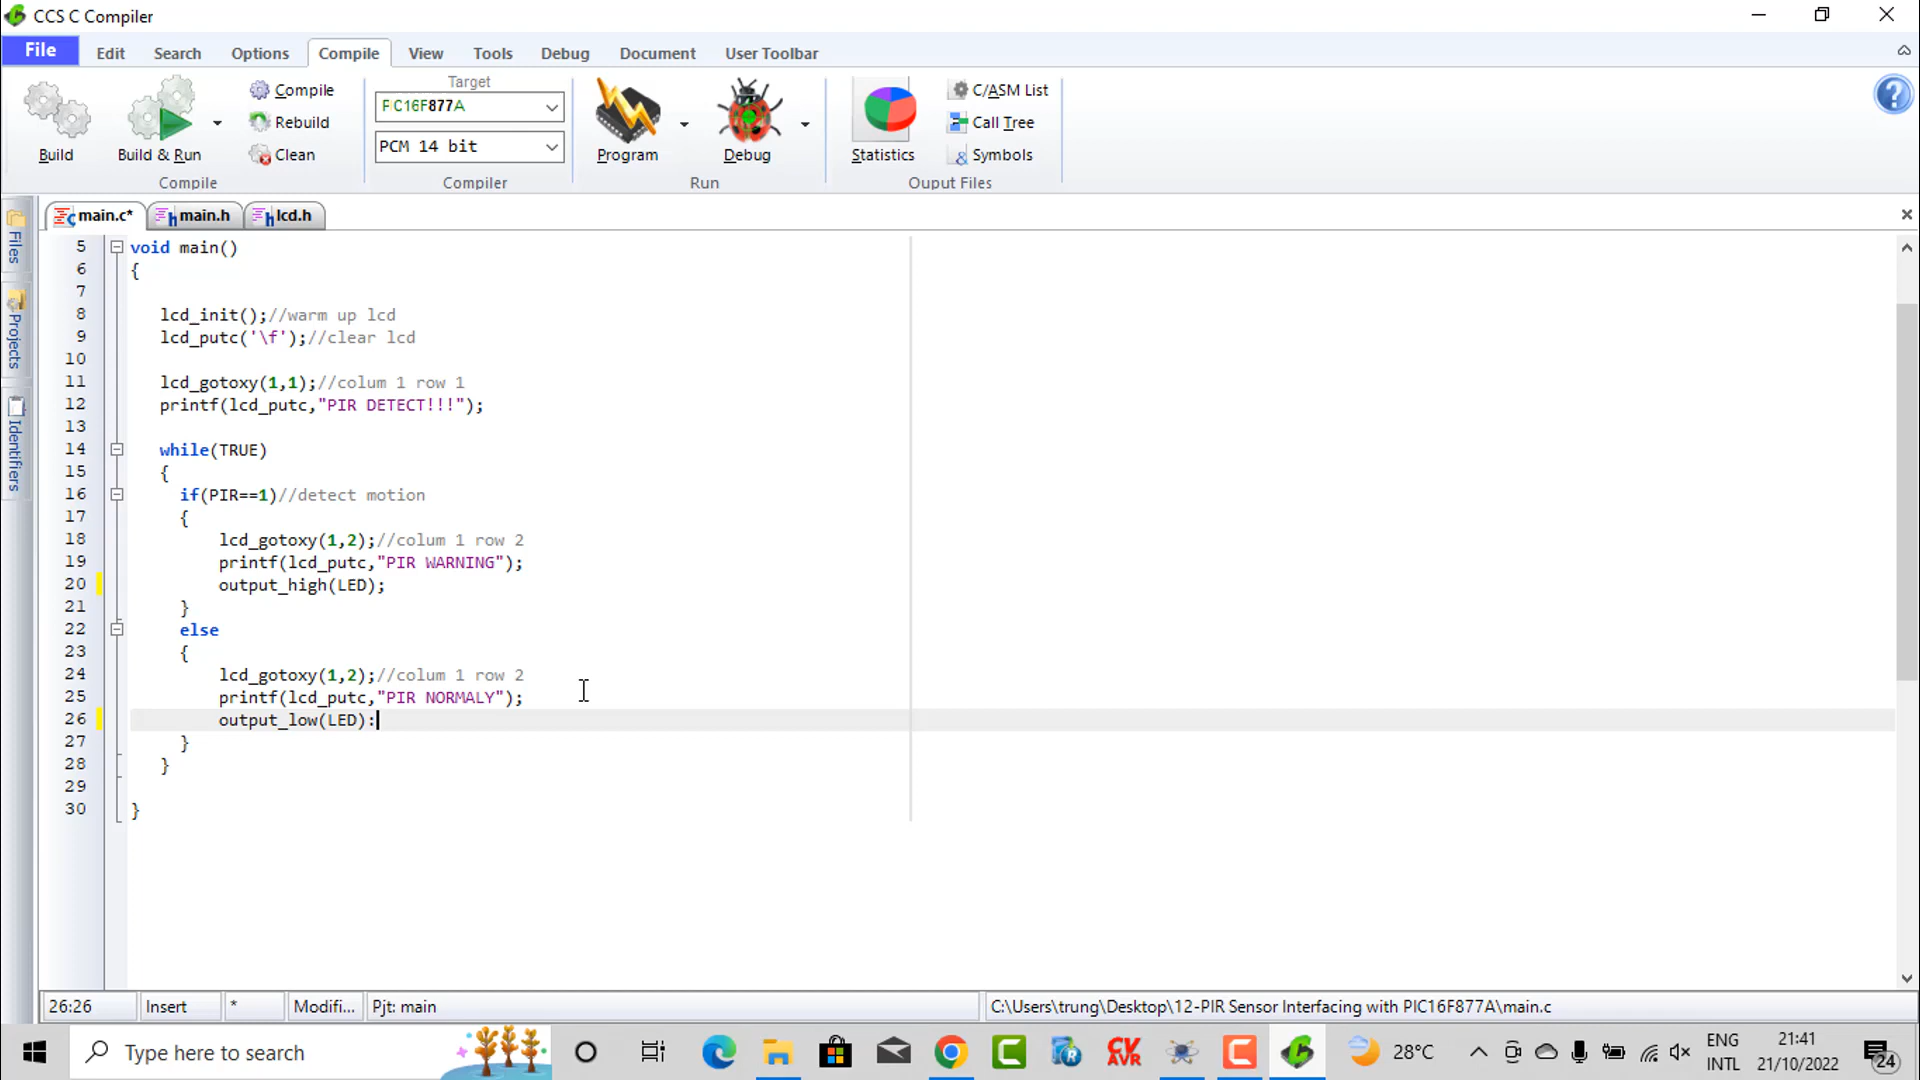 CCS C Compiler
File Edit Search Options Compile View Tools Debug Document User Toolbar
Build
Build & Run
Compile
Rebuild
Clean
Compile
Target
PIC16F877A
PCM 14 bit
Compiler
Program
Debug
Run
Statistics
C/ASM List
Call Tree
Symbols
Ouput Files
Files
Projects
Identifiers
main.c* main.h lcd.h
5 void main()
6 {
7
8 lcd_init();//warm up lcd
9 lcd_putc('\f');//clear lcd
10
11 lcd_gotoxy(1,1);//colum 1 row 1
12 printf(lcd_putc,"PIR DETECT!!!");
13
14 while(TRUE)
15 {
16 if(PIR==1)//detect motion
17 {
18 lcd_gotoxy(1,2);//colum 1 row 2
19 printf(lcd_putc,"PIR WARNING");
20 output_high(LED);
21 }
22 else
23 {
24 lcd_gotoxy(1,2);//colum 1 row 2
25 printf(lcd_putc,"PIR NORMALY");
26 output_low(LED):
27 }
28 }
29
30 }
26:26 Insert * Modifi... Pjt: main C:\Users\trung\Desktop\12-PIR Sensor Interfacing with PIC16F877A\main.c
Type here to search
CV
AVR
28°C
ENG
INTL
21:41
21/10/2022
24